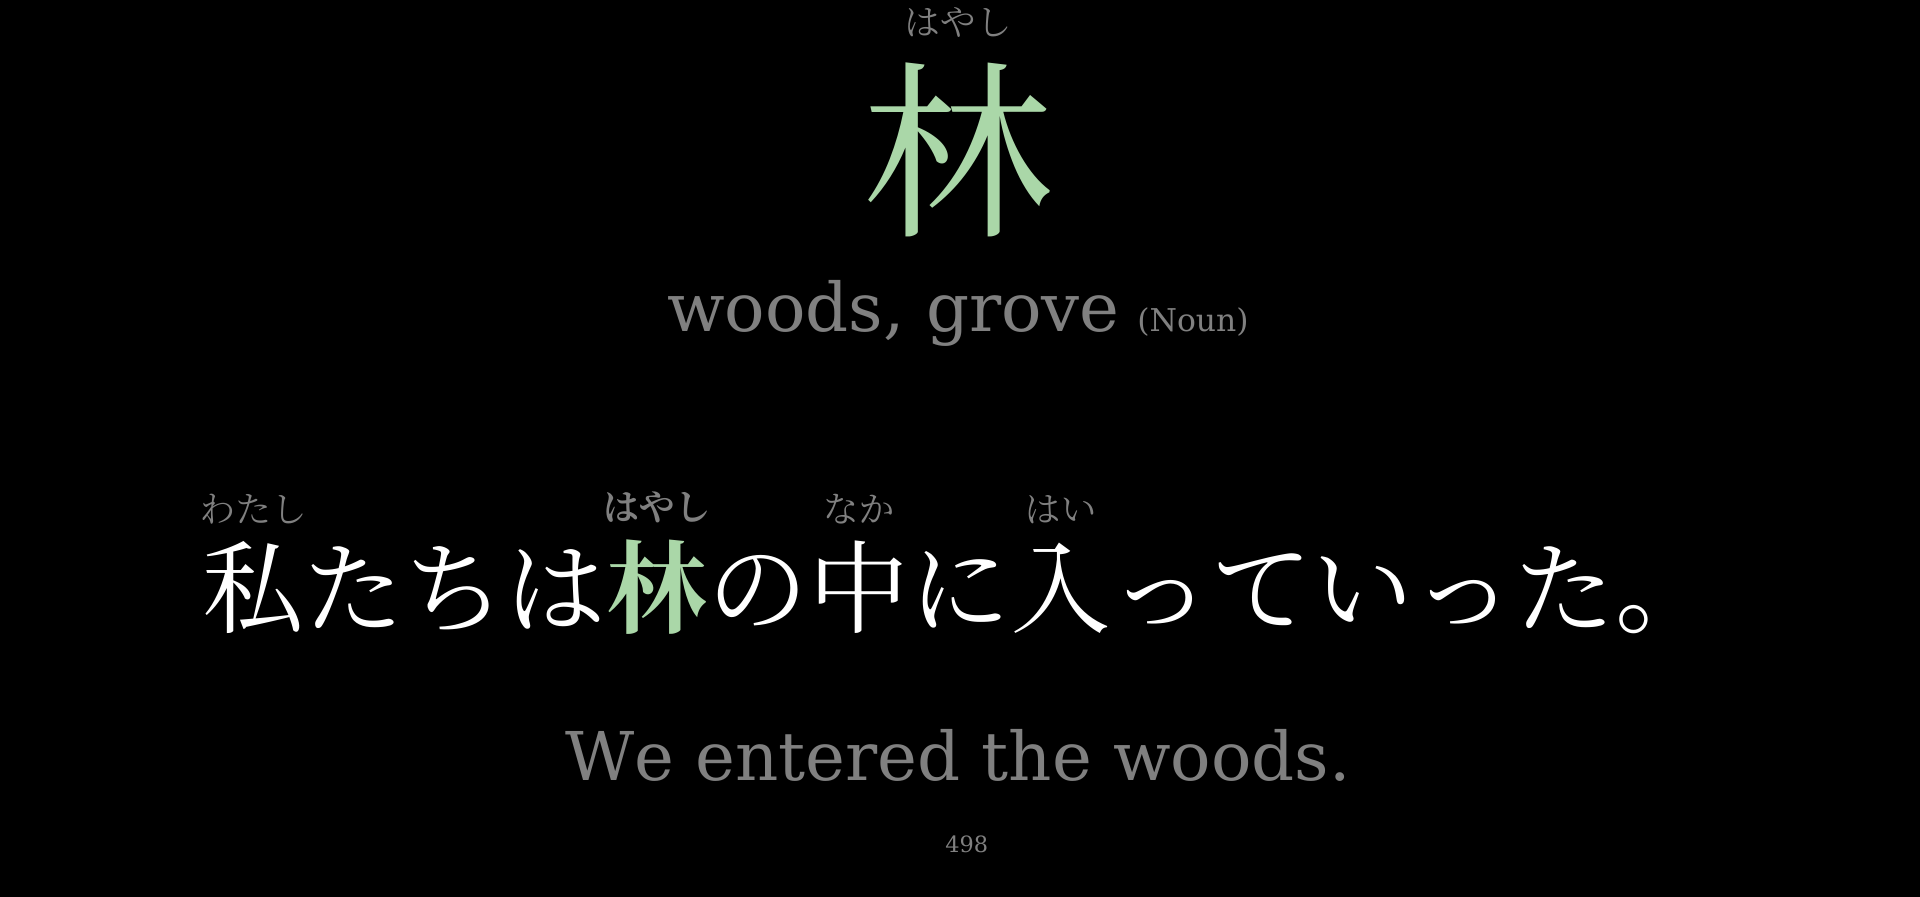 はやし
林
woods, grove (Noun)
わたし はやし なか はい
私たちは林の中に入っていった。
We entered the woods.
498